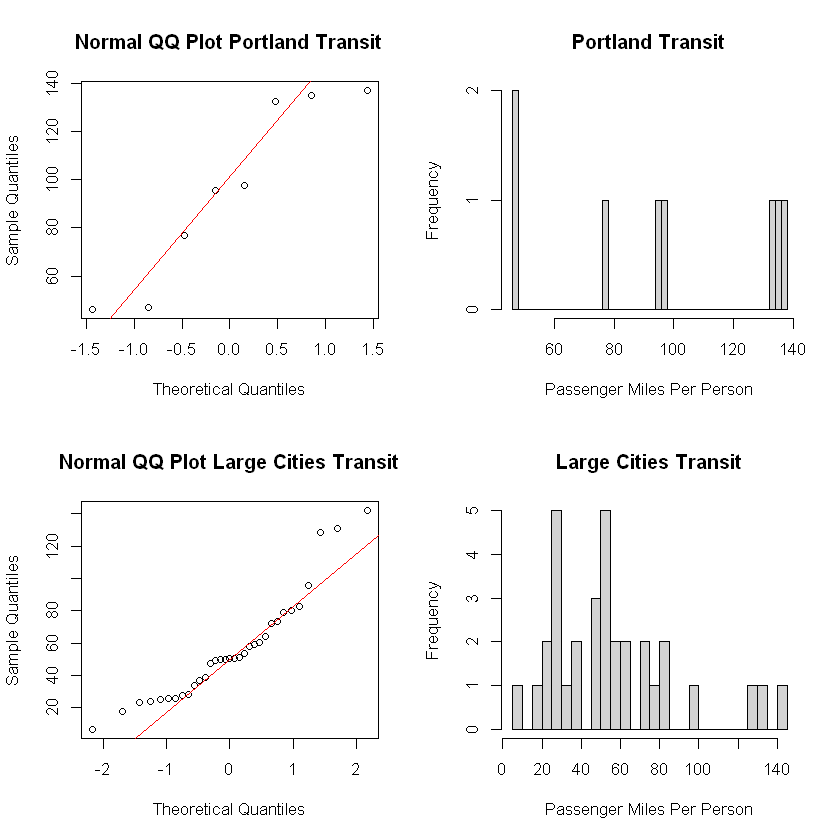 Normal QQ Plot Portland Transit
Sample Quantiles
140
120
100
80
60
-1.5 -1.0 -0.5 0.0 0.5 1.0 1.5
Theoretical Quantiles
Portland Transit
Frequency
2
1
0
60 80 100 120 140
Passenger Miles Per Person
Normal QQ Plot Large Cities Transit
Sample Quantiles
120
80
60
40
20
-2 -1 0 1 2
Theoretical Quantiles
Large Cities Transit
Frequency
5
4
3
2
1
0
0 20 40 60 80 100 140
Passenger Miles Per Person